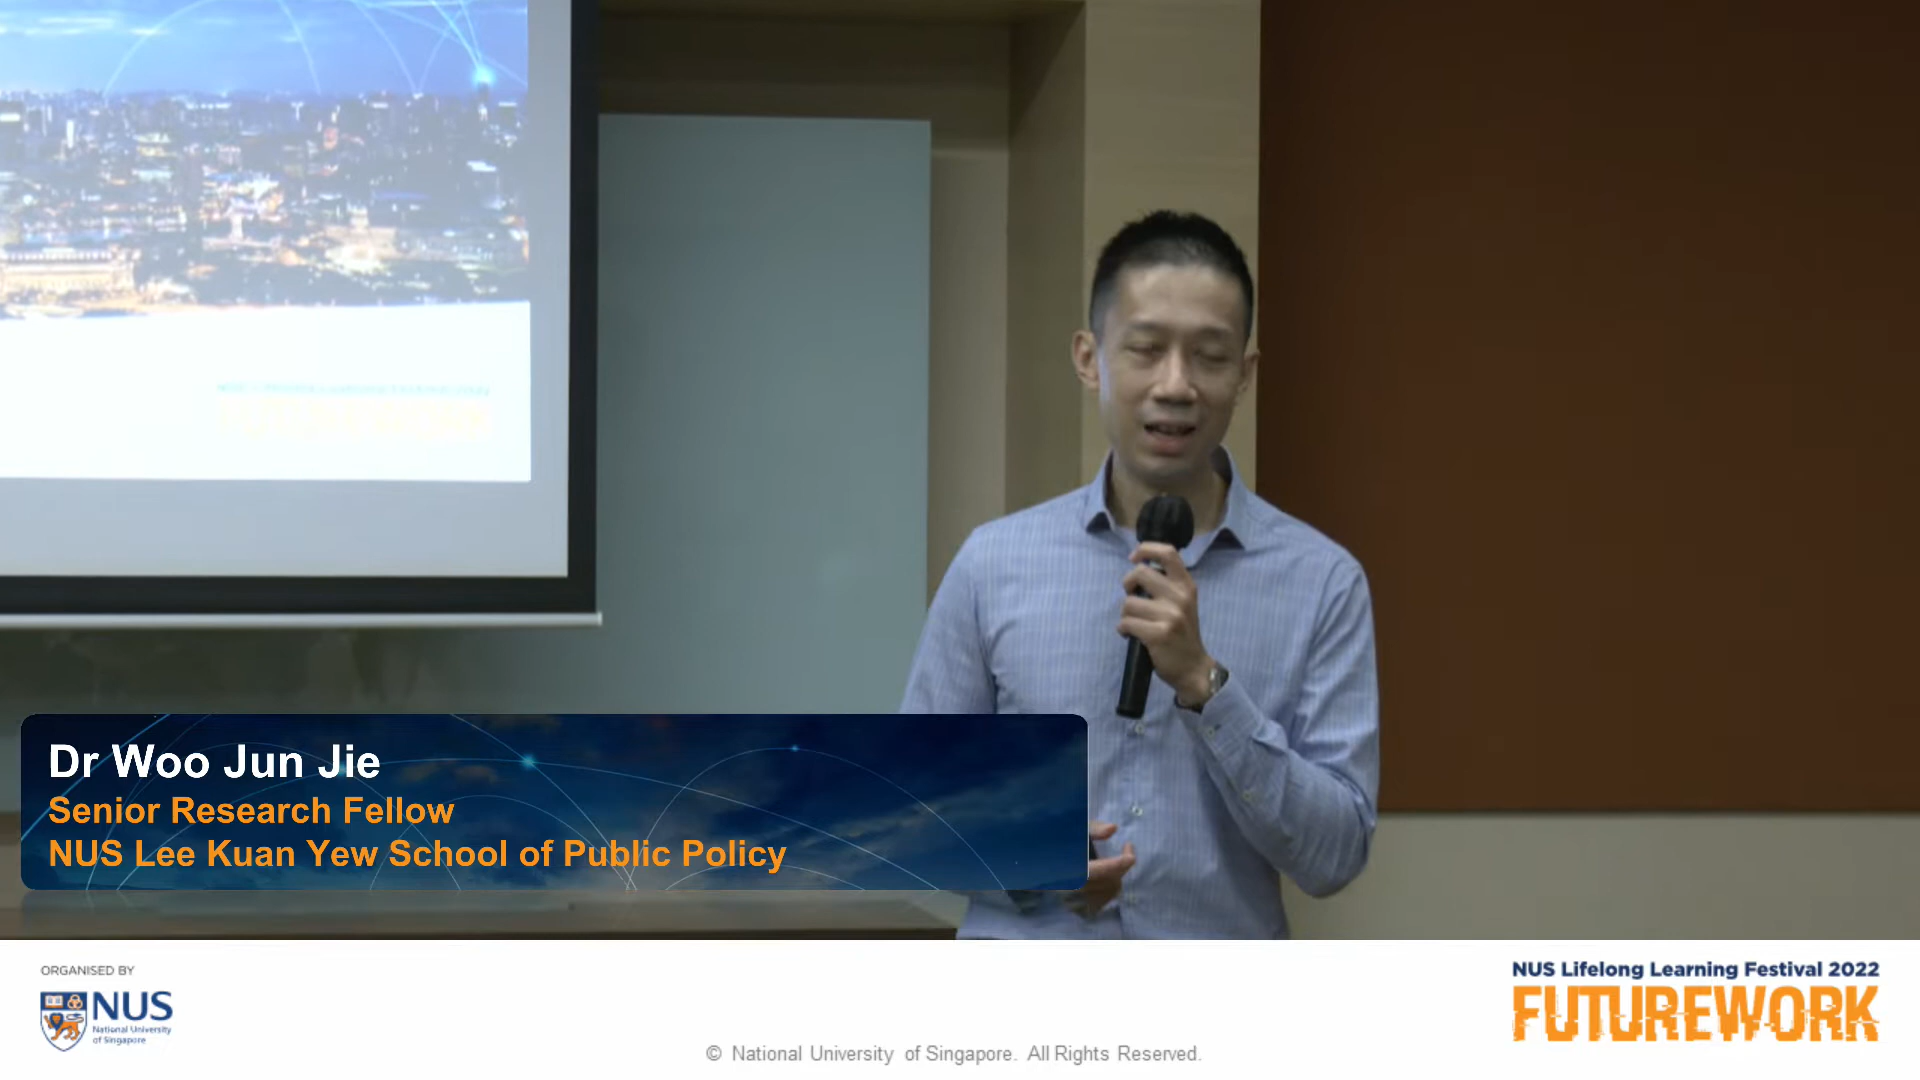 Dr Woo Jun Jie
Senior Research Fellow
NUS Lee Kuan Yew School of Public Policy
ORGANISED BY
NUS
National University
of Singapore
NUS Lifelong Learning Festival 2022
FUTUREWORK
© National University of Singapore. All Rights Reserved.